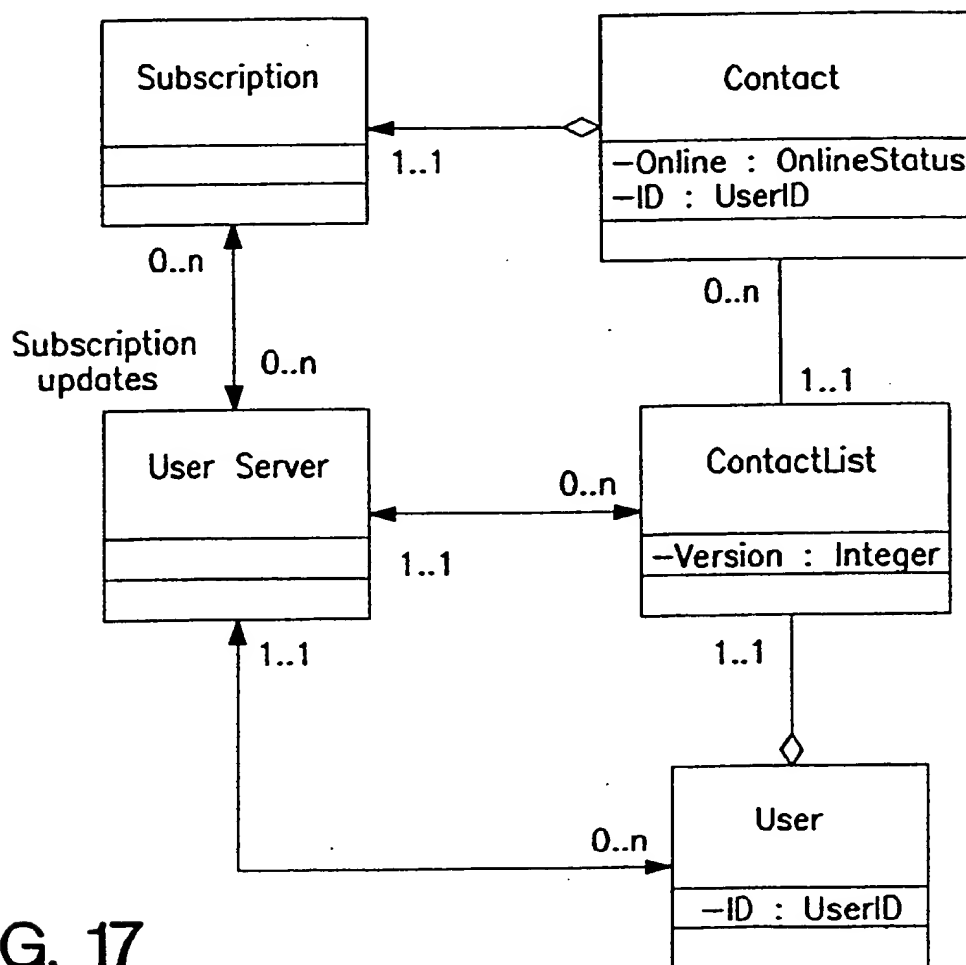 Subscription
Contact
1..1
–Online : OnlineStatus
–ID : UserID
0..n
0..n
Subscription
updates
0..n
1..1
User Server
ContactList
0..n
1..1
–Version : Integer
1..1
1..1
User
0..n
–ID : UserID
G. 17